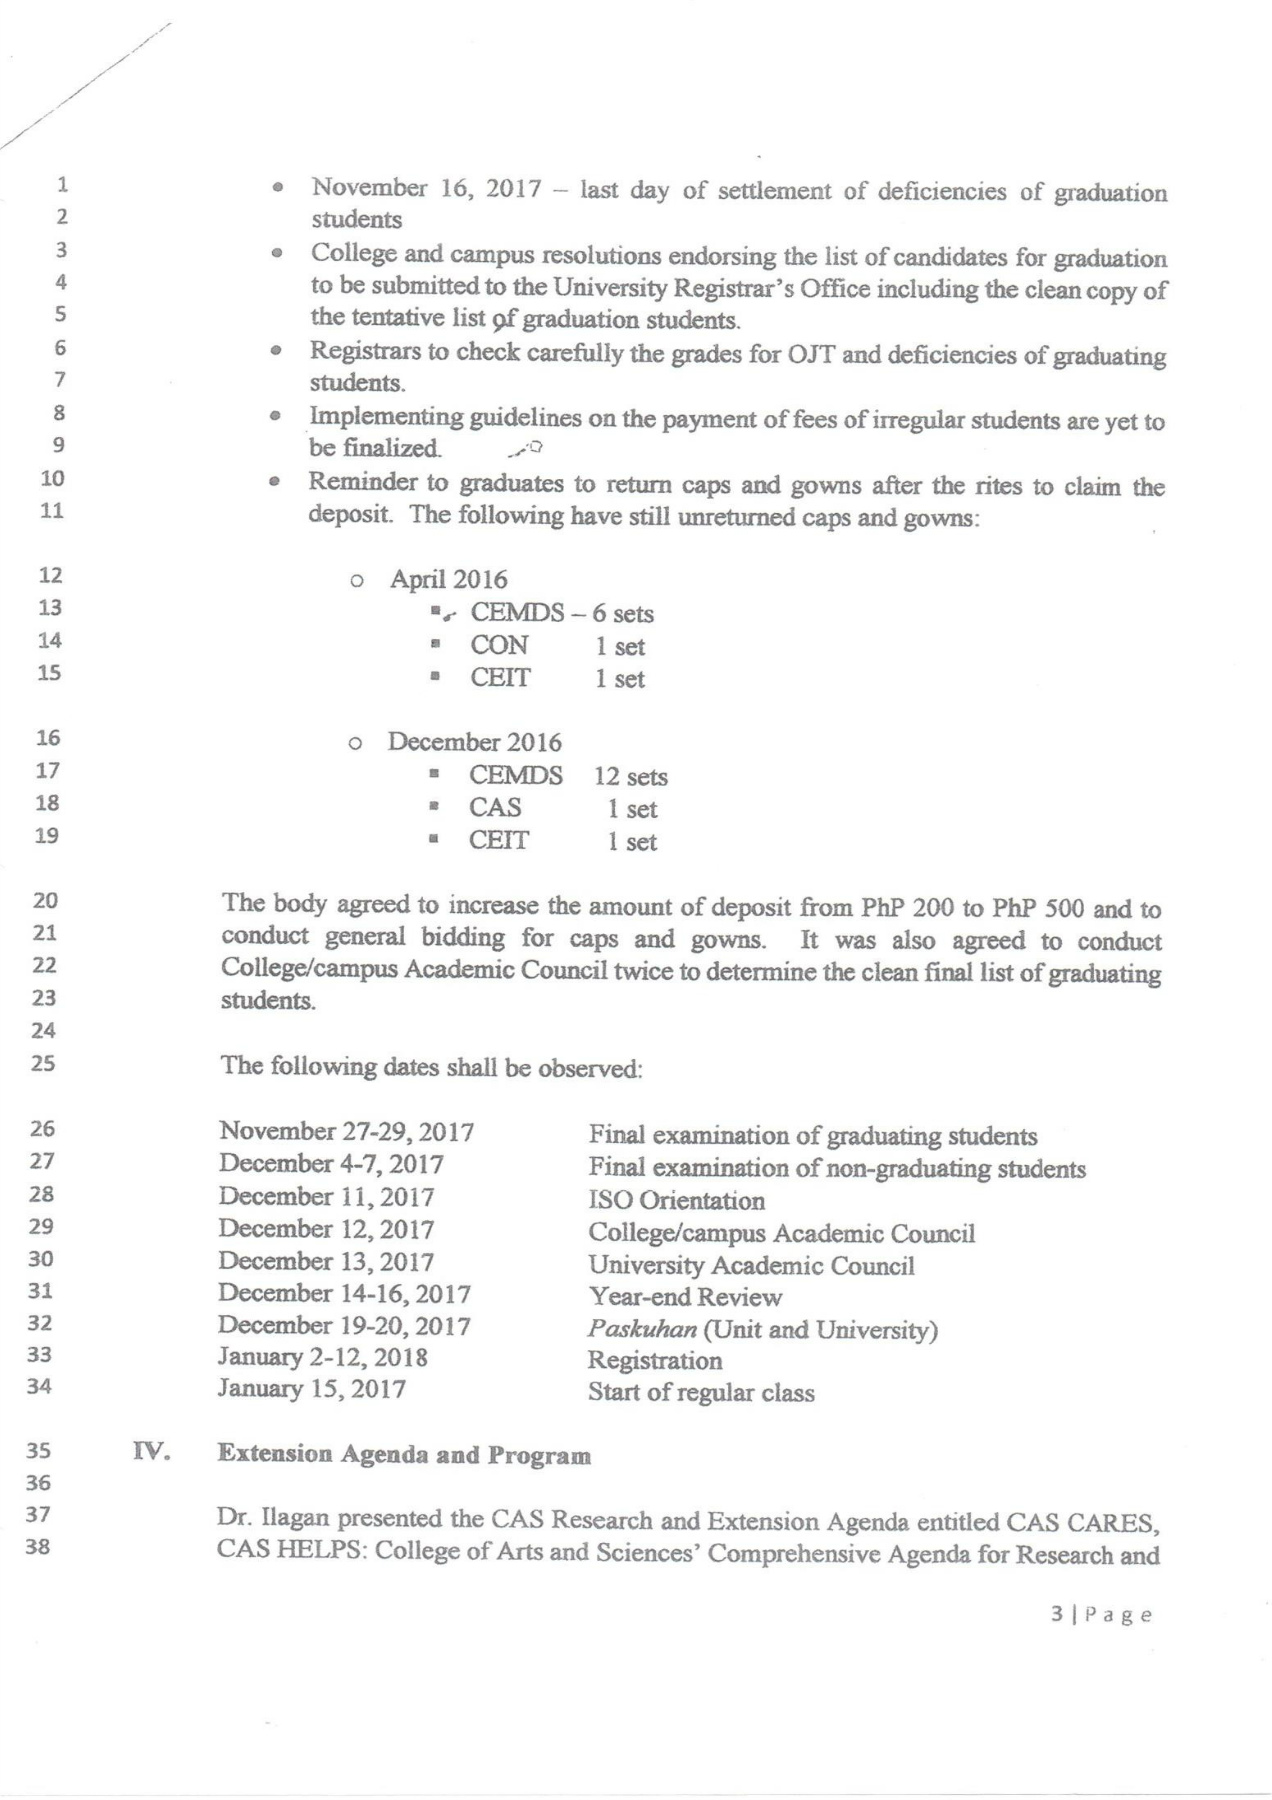 1 • November 16, 2017 – last day of settlement of deficiencies of graduation
2 students
3 • College and campus resolutions endorsing the list of candidates for graduation
4 to be submitted to the University Registrar's Office including the clean copy of
5 the tentative list of graduation students.
6 • Registrars to check carefully the grades for OJT and deficiencies of graduating
7 students.
8 • Implementing guidelines on the payment of fees of irregular students are yet to
9 be finalized.
10 • Reminder to graduates to return caps and gowns after the rites to claim the
11 deposit. The following have still unreturned caps and gowns:
12 o April 2016
13 ▪ CEMDS – 6 sets
14 ▪ CON 1 set
15 ▪ CEIT 1 set
16 o December 2016
17 ▪ CEMDS 12 sets
18 ▪ CAS 1 set
19 ▪ CEIT 1 set
20 The body agreed to increase the amount of deposit from PhP 200 to PhP 500 and to
21 conduct general bidding for caps and gowns. It was also agreed to conduct
22 College/campus Academic Council twice to determine the clean final list of graduating
23 students.
24
25 The following dates shall be observed:
26 November 27-29, 2017 Final examination of graduating students
27 December 4-7, 2017 Final examination of non-graduating students
28 December 11, 2017 ISO Orientation
29 December 12, 2017 College/campus Academic Council
30 December 13, 2017 University Academic Council
31 December 14-16, 2017 Year-end Review
32 December 19-20, 2017 Paskuhan (Unit and University)
33 January 2-12, 2018 Registration
34 January 15, 2017 Start of regular class
35 IV. Extension Agenda and Program
36
37 Dr. Ilagan presented the CAS Research and Extension Agenda entitled CAS CARES,
38 CAS HELPS: College of Arts and Sciences' Comprehensive Agenda for Research and
3 | Page